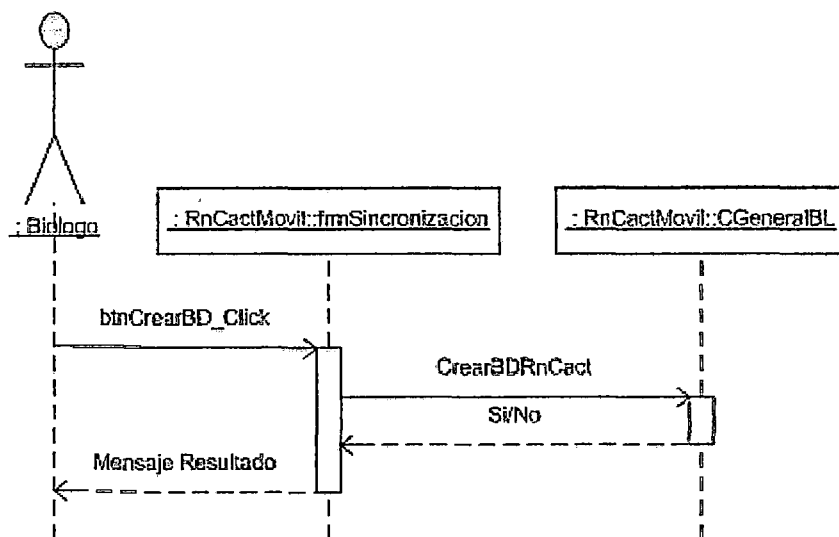 : Biologo
: RnCactMovil::frmSincronizacion
: RnCactMovil::CGeneralBL
btnCrearBD_Click
CrearBDRnCact
Si/No
Mensaje Resultado